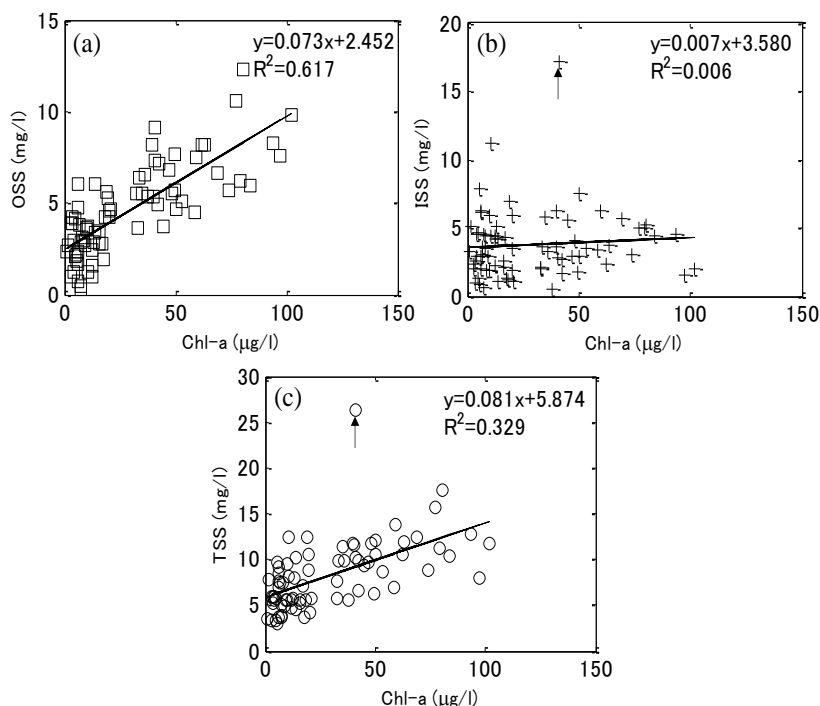 (a)
y=0.073x+2.452
R²=0.617
15
10
5
0
OSS (mg/l)
0 50 100 150
Chl-a (μg/l)
(b)
y=0.007x+3.580
R²=0.006
20
15
10
5
0
ISS (mg/l)
0 50 100 150
Chl-a (μg/l)
(c)
y=0.081x+5.874
R²=0.329
30
25
20
15
10
5
0
TSS (mg/l)
0 50 100 150
Chl-a (μg/l)